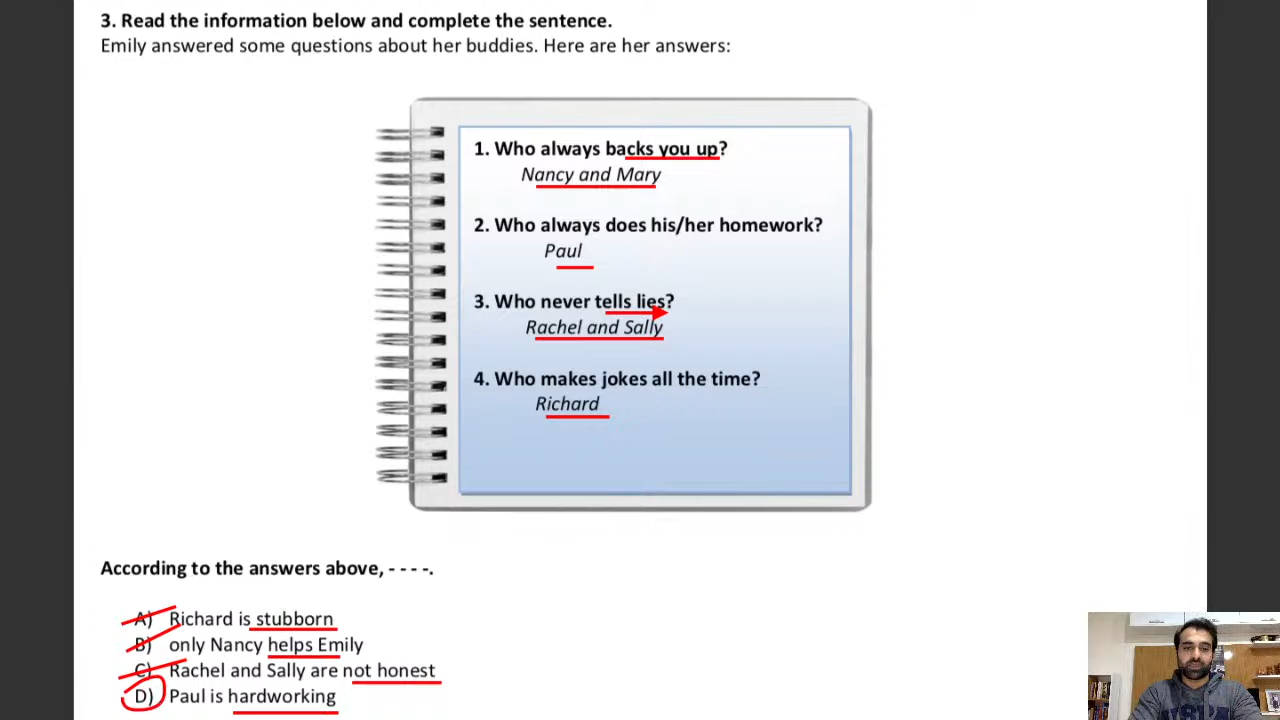 3. Read the information below and complete the sentence.
Emily answered some questions about her buddies. Here are her answers:
1. Who always backs you up?
Nancy and Mary
2. Who always does his/her homework?
Paul
3. Who never tells lies?
Rachel and Sally
4. Who makes jokes all the time?
Richard
According to the answers above, - - - -.
A) Richard is stubborn
B) only Nancy helps Emily
C) Rachel and Sally are not honest
D) Paul is hardworking